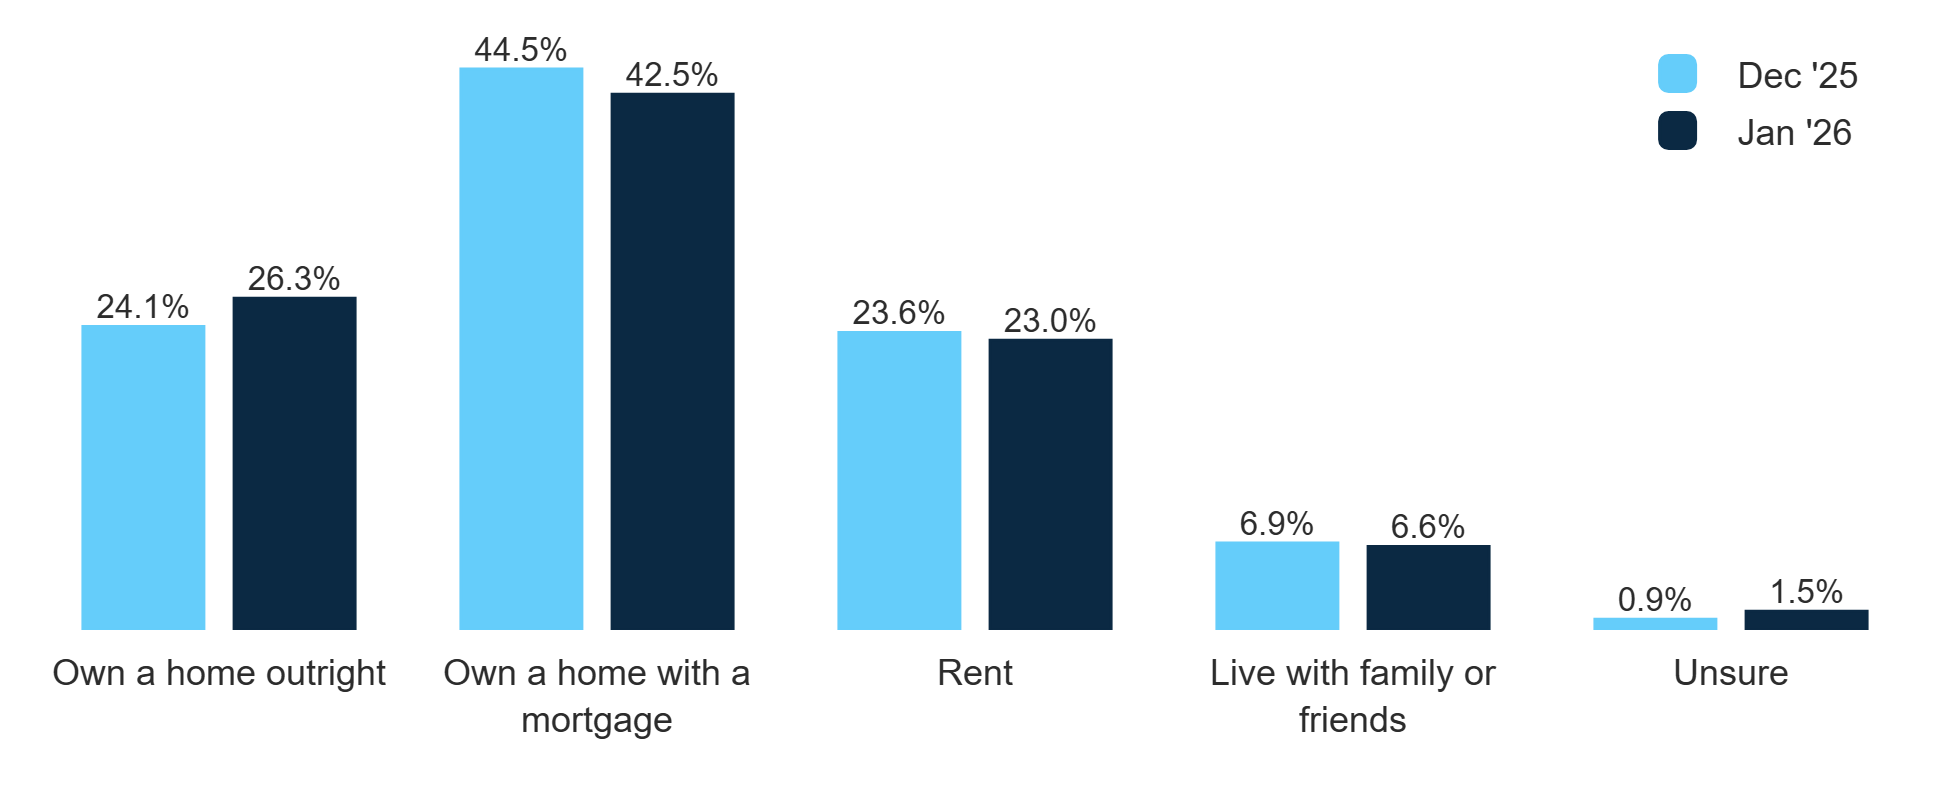 44.5%
42.5%
Dec '25
Jan '26
24.1%
26.3%
23.6%
23.0%
6.9%
6.6%
0.9%
1.5%
Own a home outright
Own a home with a
mortgage
Rent
Live with family or
friends
Unsure